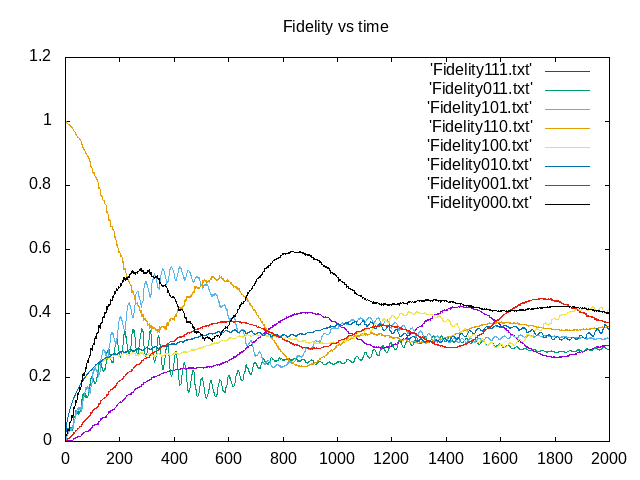 Fidelity vs time
1.2
1
0.8
0.6
0.4
0.2
0
0 200 400 600 800 1000 1200 1400 1600 1800 2000
'Fidelity111.txt'
'Fidelity011.txt'
'Fidelity101.txt'
'Fidelity110.txt'
'Fidelity100.txt'
'Fidelity010.txt'
'Fidelity001.txt'
'Fidelity000.txt'